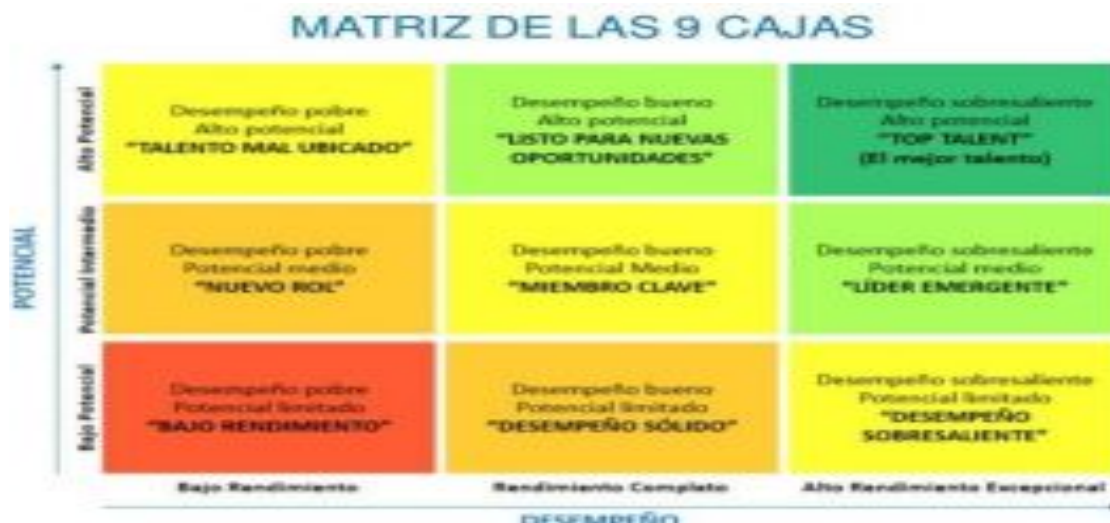 MATRIZ DE LAS 9 CAJAS
POTENCIAL
Alto Potencial
Desempeño pobre
Alto potencial
"TALENTO MAL UBICADO"
Desempeño bueno
Alto potencial
"LISTO PARA NUEVAS
OPORTUNIDADES"
Desempeño sobresaliente
Alto potencial
"TOP TALENT"
(El mejor talento)
Potencial Intermedio
Desempeño pobre
Potencial medio
"NUEVO ROL"
Desempeño bueno
Potencial Medio
"MIEMBRO CLAVE"
Desempeño sobresaliente
Potencial medio
"LÍDER EMERGENTE"
Bajo Potencial
Desempeño pobre
Potencial limitado
"BAJO RENDIMIENTO"
Desempeño bueno
Potencial limitado
"DESEMPEÑO SÓLIDO"
Desempeño sobresaliente
Potencial limitado
"DESEMPEÑO
SOBRESALIENTE"
Bajo Rendimiento
Rendimiento Completo
Alto Rendimiento Excepcional
DESEMPEÑO